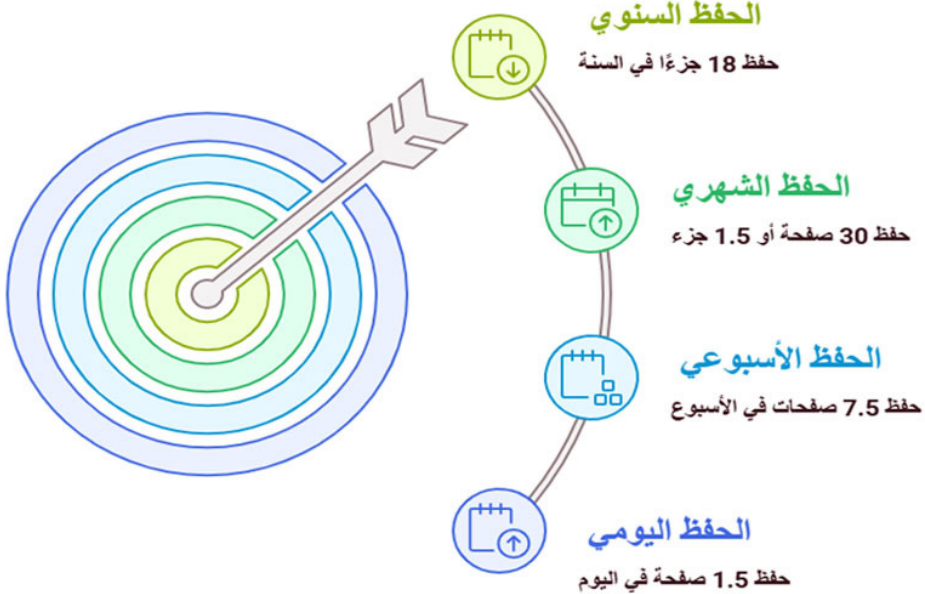 الحفظ السنوي
حفظ 18 جزءًا في السنة
الحفظ الشهري
حفظ 30 صفحة أو 1.5 جزء
الحفظ الأسبوعي
حفظ 7.5 صفحات في الأسبوع
الحفظ اليومي
حفظ 1.5 صفحة في اليوم